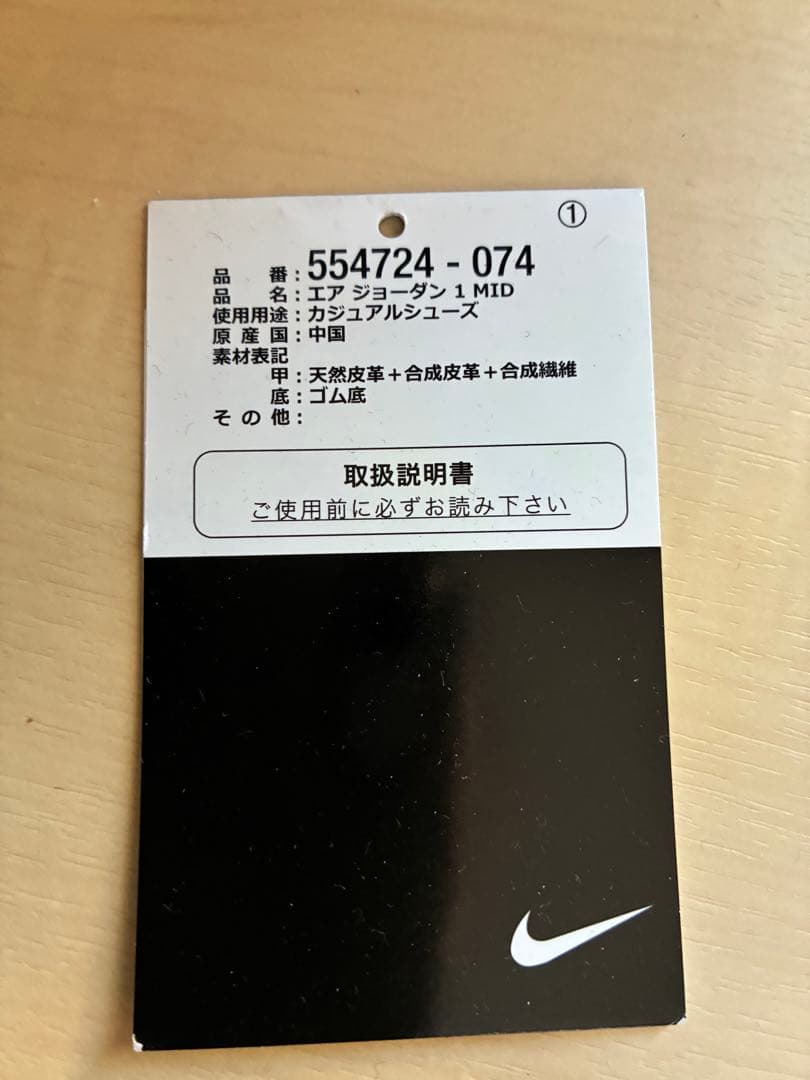 ①
品番：554724 - 074
品名：エア ジョーダン 1 MID
使用用途：カジュアルシューズ
原産国：中国
素材表記
甲：天然皮革＋合成皮革＋合成繊維
底：ゴム底
その他：
取扱説明書
ご使用前に必ずお読み下さい